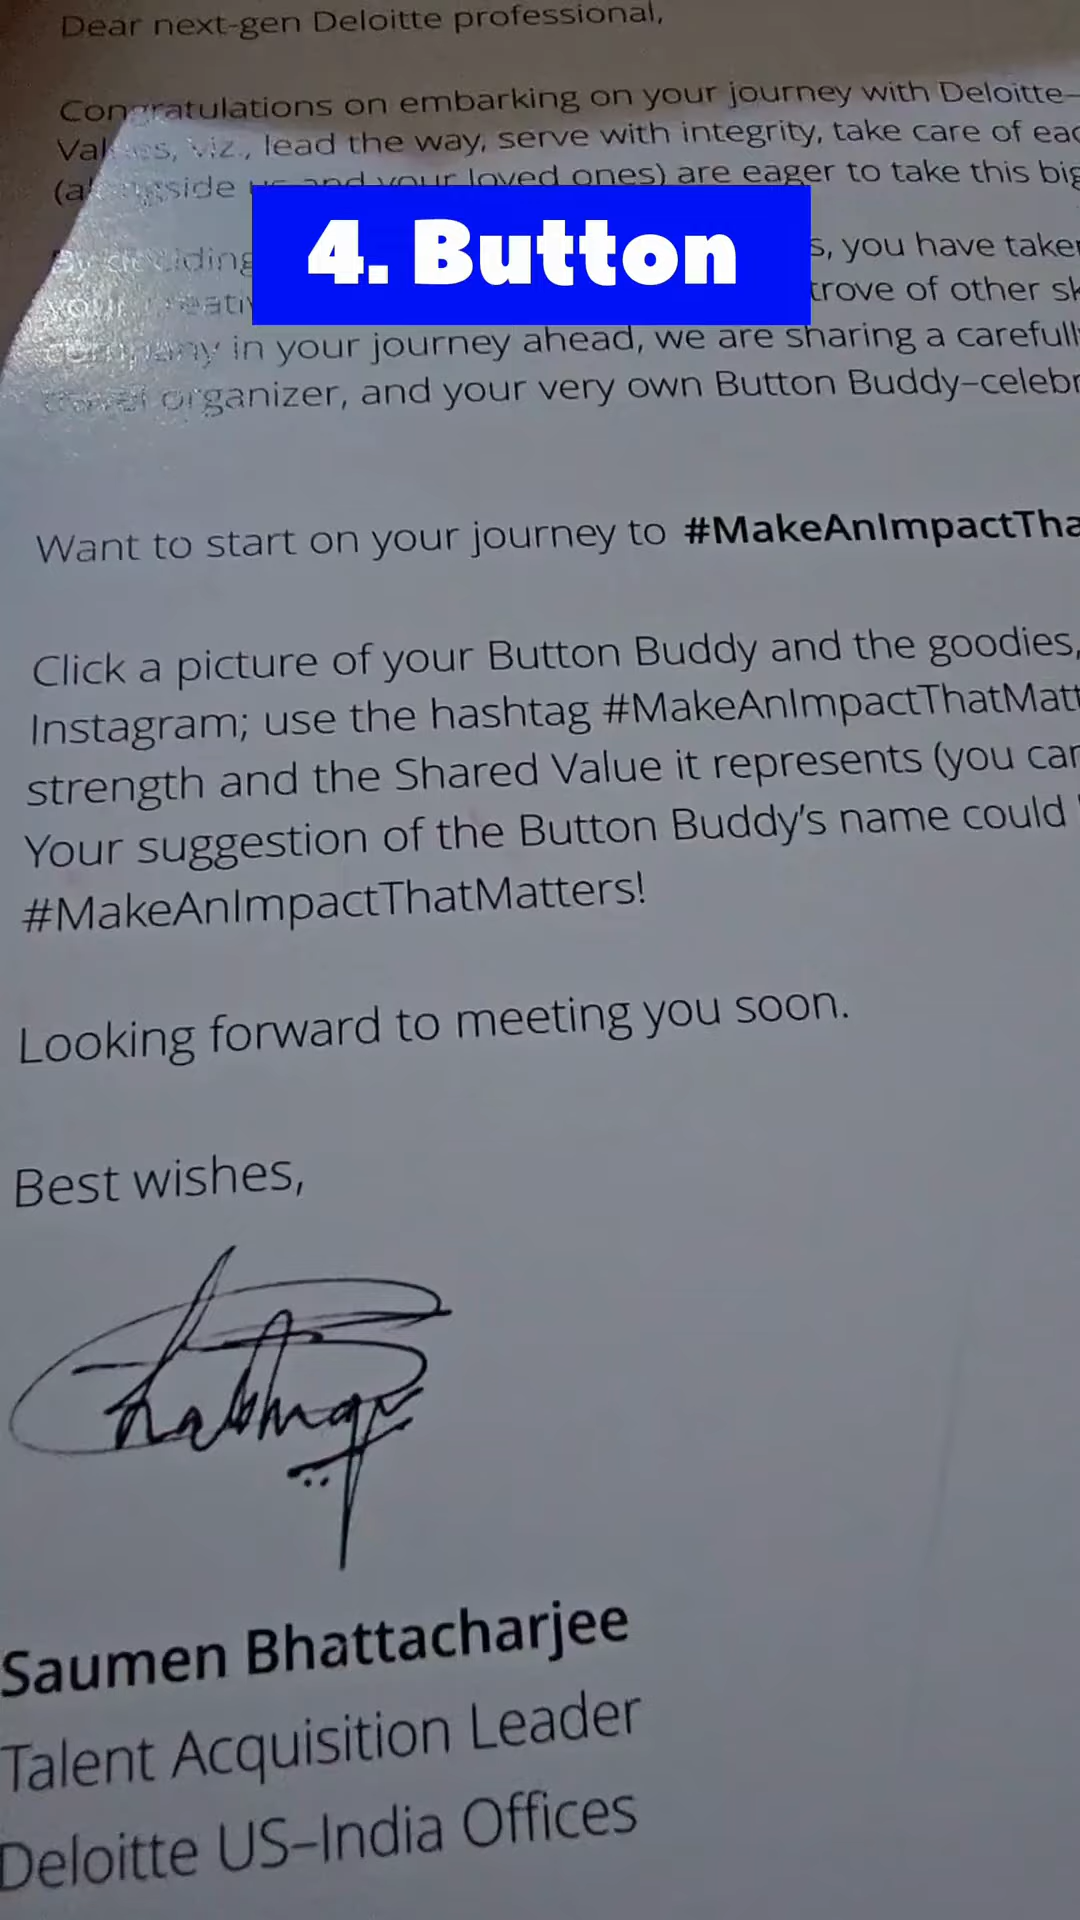 Dear next-gen Deloitte professional,
Congratulations on embarking on your journey with Deloitte–
Values, viz., lead the way, serve with integrity, take care of eac
(alongside us and your loved ones) are eager to take this big
4. Button
s, you have taken
trove of other sk
in your journey ahead, we are sharing a carefull
organizer, and your very own Button Buddy–celebr
Want to start on your journey to #MakeAnImpactTha
Click a picture of your Button Buddy and the goodies,
Instagram; use the hashtag #MakeAnImpactThatMatt
strength and the Shared Value it represents (you can
Your suggestion of the Button Buddy's name could
#MakeAnImpactThatMatters!
Looking forward to meeting you soon.
Best wishes,
Saumen Bhattacharjee
Talent Acquisition Leader
Deloitte US–India Offices